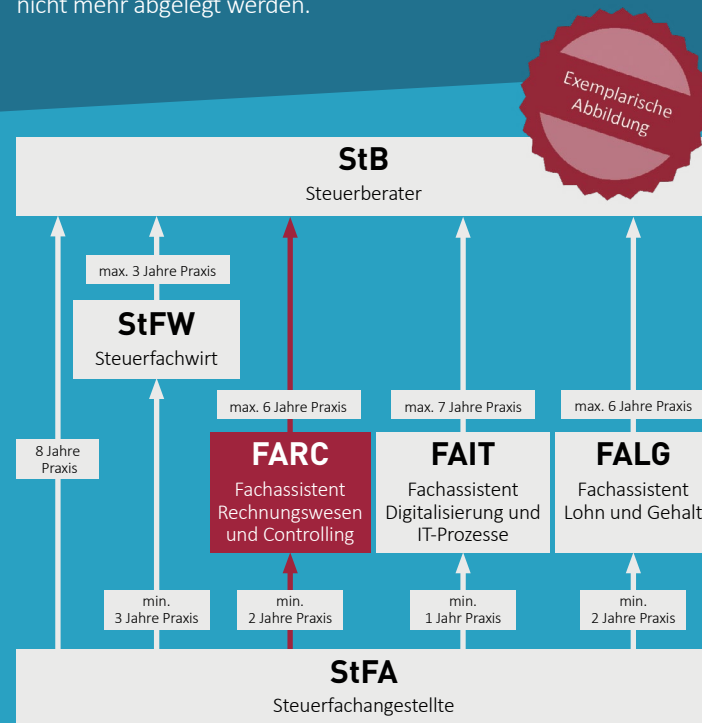 nicht mehr abgelegt werden.
Exemplarische
Abbildung
StB
Steuerberater
max. 3 Jahre Praxis
StFW
Steuerfachwirt
max. 6 Jahre Praxis
max. 7 Jahre Praxis
max. 6 Jahre Praxis
8 Jahre
Praxis
FARC
Fachassistent
Rechnungswesen
und Controlling
FAIT
Fachassistent
Digitalisierung und
IT-Prozesse
FALG
Fachassistent
Lohn und Gehalt
min.
3 Jahre Praxis
min.
2 Jahre Praxis
min.
1 Jahr Praxis
min.
2 Jahre Praxis
StFA
Steuerfachangestellte